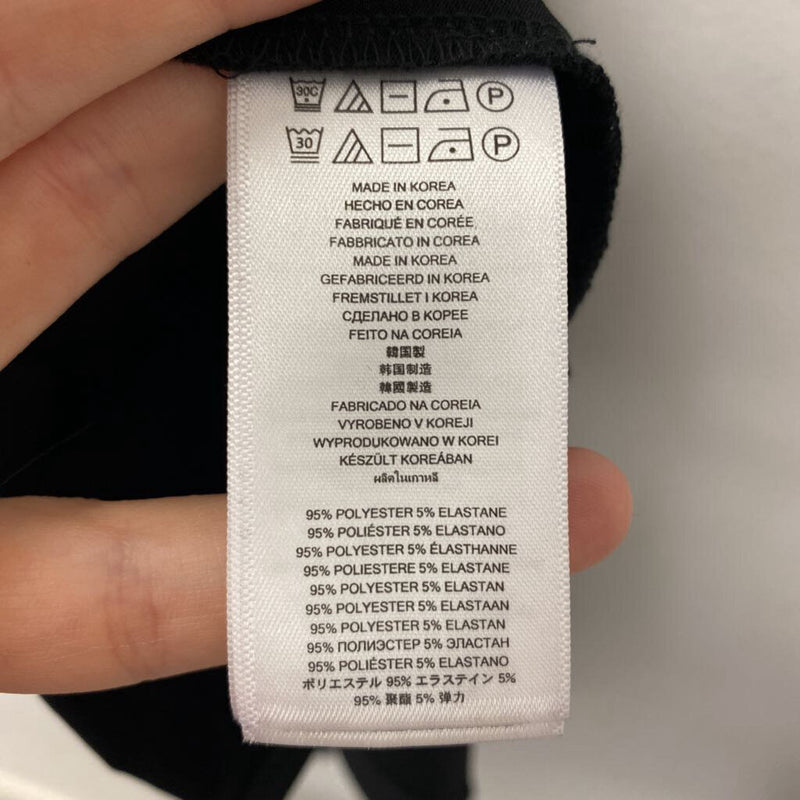 30C P
30 P
MADE IN KOREA
HECHO EN COREA
FABRIQUÉ EN CORÉE
FABBRICATO IN COREA
MADE IN KOREA
GEFABRICEERD IN KOREA
FREMSTILLET I KOREA
СДЕЛАНО В КОРЕЕ
FEITO NA COREIA
韓国製
韩国制造
韓國製造
FABRICADO NA COREIA
VYROBENO V KOREJI
WYPRODUKOWANO W KOREI
KÉSZÜLT KOREÁBAN
ผลิตในเกาหลี
95% POLYESTER 5% ELASTANE
95% POLIÉSTER 5% ELASTANO
95% POLYESTER 5% ÉLASTHANNE
95% POLIESTERE 5% ELASTANE
95% POLYESTER 5% ELASTAN
95% POLYESTER 5% ELASTAAN
95% POLYESTER 5% ELASTAN
95% ПОЛИЭСТЕР 5% ЭЛАСТАН
95% POLIÉSTER 5% ELASTANO
ポリエステル 95% エラステイン 5%
95% 聚酯 5% 弹力